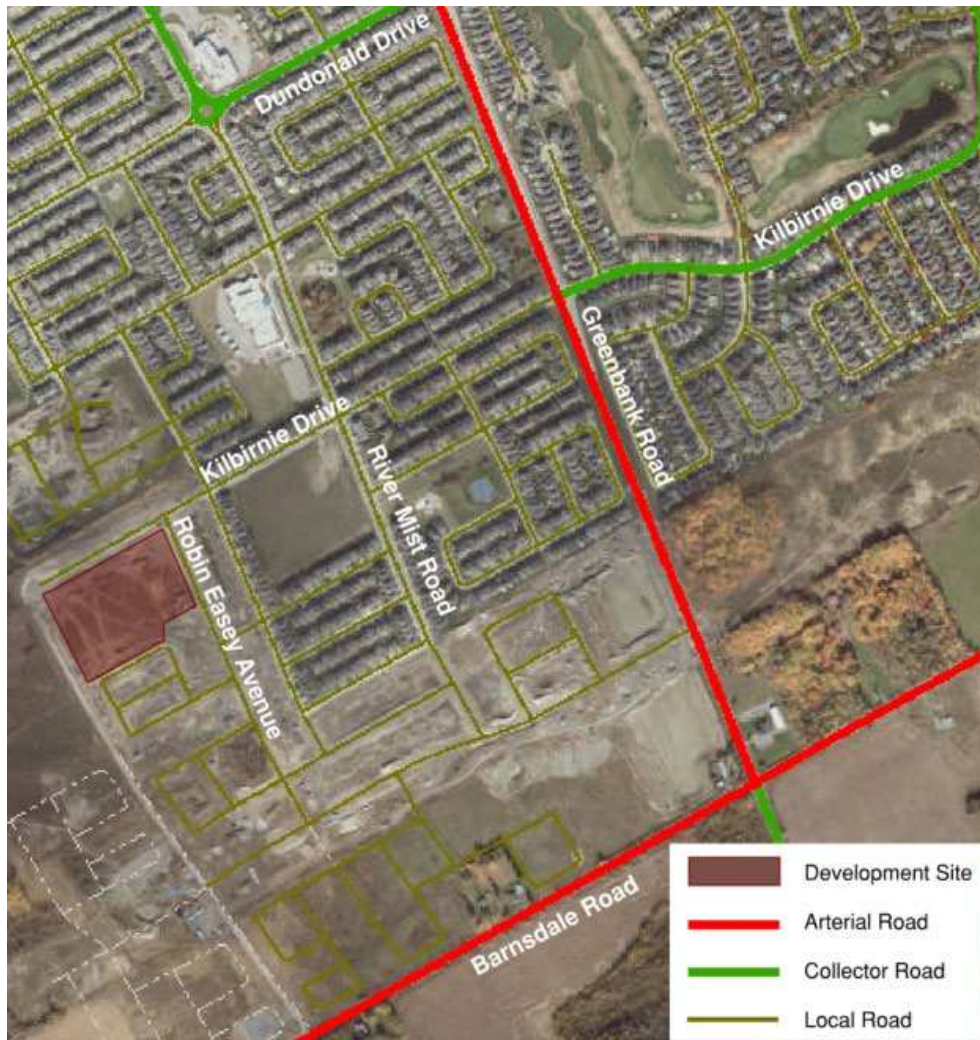 Dundonald Drive
Kilbirnie Drive
Greenbank Road
Kilbirnie Drive
River Mist Road
Robin Easey Avenue
Barnsdale Road
Development Site
Arterial Road
Collector Road
Local Road